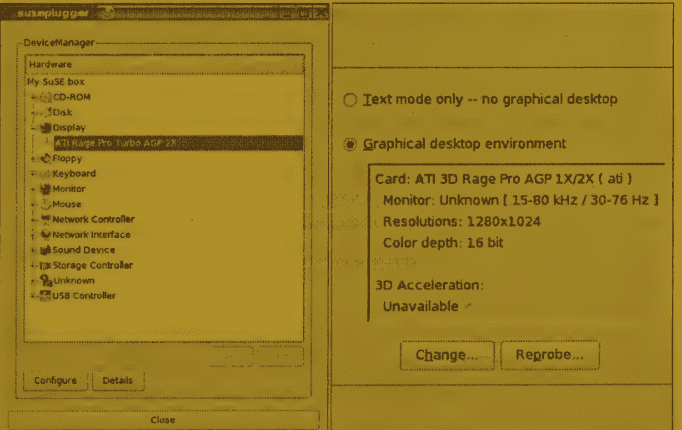 suseplugger
DeviceManager
Hardware
My SuSE box
CD-ROM
Disk
Display
ATI Rage Pro Turbo AGP 2X
Floppy
Keyboard
Monitor
Mouse
Network Controller
Network Interface
Sound Device
Storage Controller
Unknown
USB Controller
Configure
Details
Close
Text mode only -- no graphical desktop
Graphical desktop environment
Card: ATI 3D Rage Pro AGP 1X/2X ( ati )
Monitor: Unknown [ 15-80 kHz / 30-76 Hz ]
Resolutions: 1280x1024
Color depth: 16 bit
3D Acceleration:
Unavailable
Change...
Reprobe...